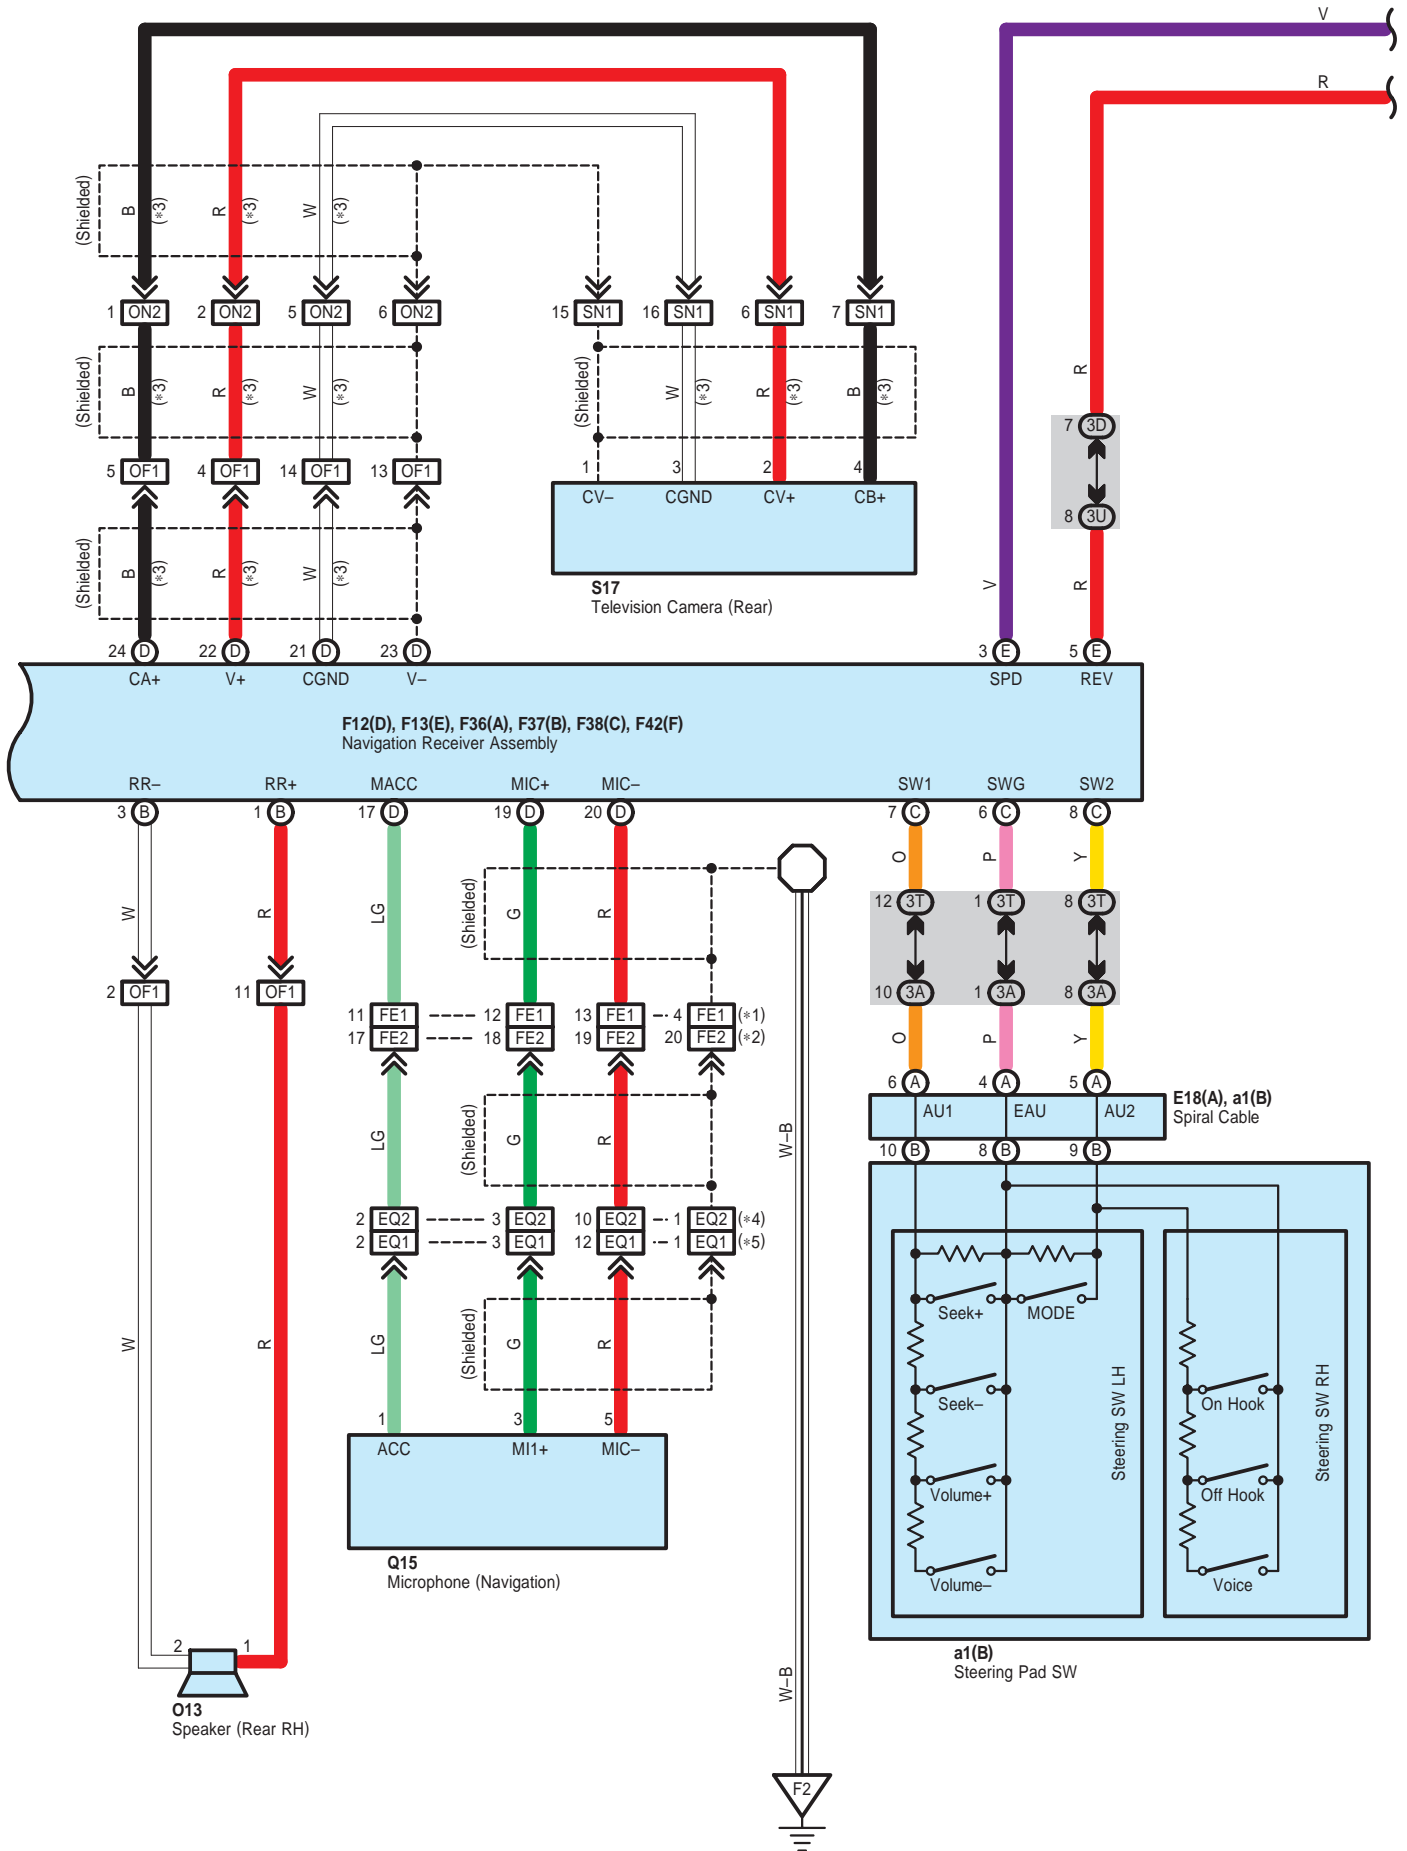 V
R
(Shielded)
B
(*3)
R
(*3)
W
(*3)
1 ON2
2 ON2
5 ON2
6 ON2
15 SN1
16 SN1
6 SN1
7 SN1
(Shielded)
B
(*3)
R
(*3)
W
(*3)
(Shielded)
W
(*3)
R
(*3)
B
(*3)
R
7 3D
8 3U
5 OF1
4 OF1
14 OF1
13 OF1
1
3
2
4
CV–
CGND
CV+
CB+
S17
Television Camera (Rear)
(Shielded)
B
(*3)
R
(*3)
W
(*3)
V
R
24 D
22 D
21 D
23 D
3 E
5 E
CA+
V+
CGND
V–
SPD
REV
F12(D), F13(E), F36(A), F37(B), F38(C), F42(F)
Navigation Receiver Assembly
RR–
RR+
MACC
MIC+
MIC–
SW1
SWG
SW2
3 B
1 B
17 D
19 D
20 D
7 C
6 C
8 C
W
R
LG
(Shielded)
G
R
O
P
Y
12 3T
1 3T
8 3T
10 3A
1 3A
8 3A
2 OF1
11 OF1
11 FE1
12 FE1
13 FE1
4 FE1 (*1)
17 FE2
18 FE2
19 FE2
20 FE2 (*2)
O
P
Y
6 A
4 A
5 A
AU1
EAU
AU2
E18(A), a1(B)
Spiral Cable
LG
(Shielded)
G
R
W–B
10 B
8 B
9 B
2 EQ2
3 EQ2
10 EQ2
1 EQ2 (*4)
2 EQ1
3 EQ1
12 EQ1
1 EQ1 (*5)
W
R
LG
(Shielded)
G
R
Seek+
MODE
Seek–
Volume+
Volume–
Steering SW LH
On Hook
Off Hook
Voice
Steering SW RH
1
3
5
ACC
MI1+
MIC–
Q15
Microphone (Navigation)
a1(B)
Steering Pad SW
2
1
O13
Speaker (Rear RH)
W–B
F2